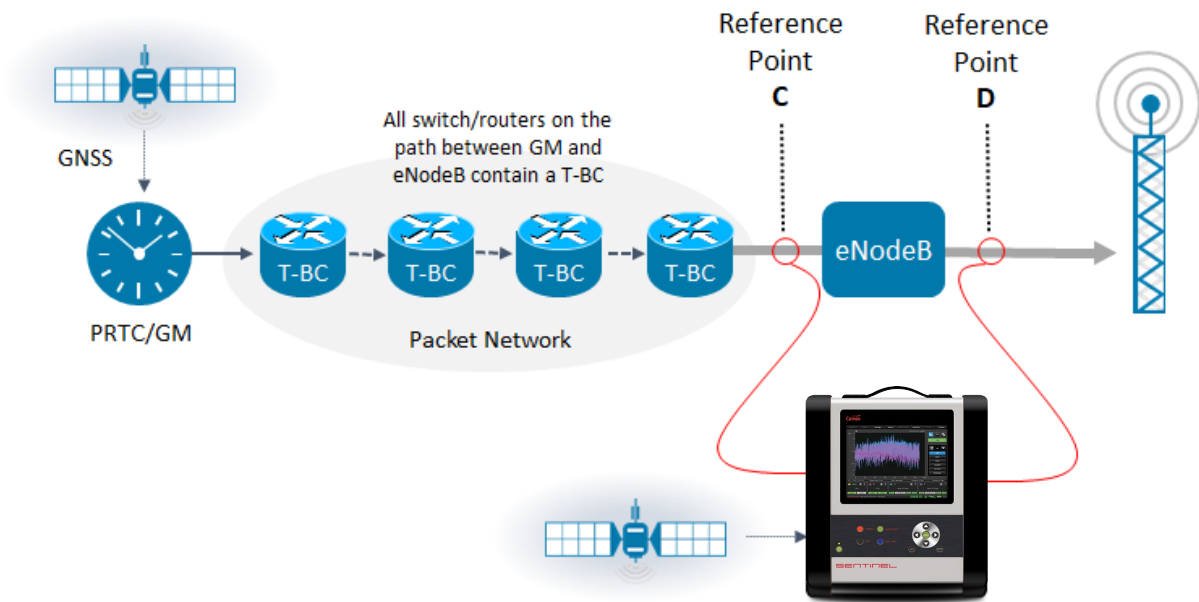 Reference
Point
C
Reference
Point
D
All switch/routers on the
path between GM and
eNodeB contain a T-BC
GNSS
T-BC
T-BC
T-BC
T-BC
eNodeB
PRTC/GM
Packet Network
Calnex
SENTINEL